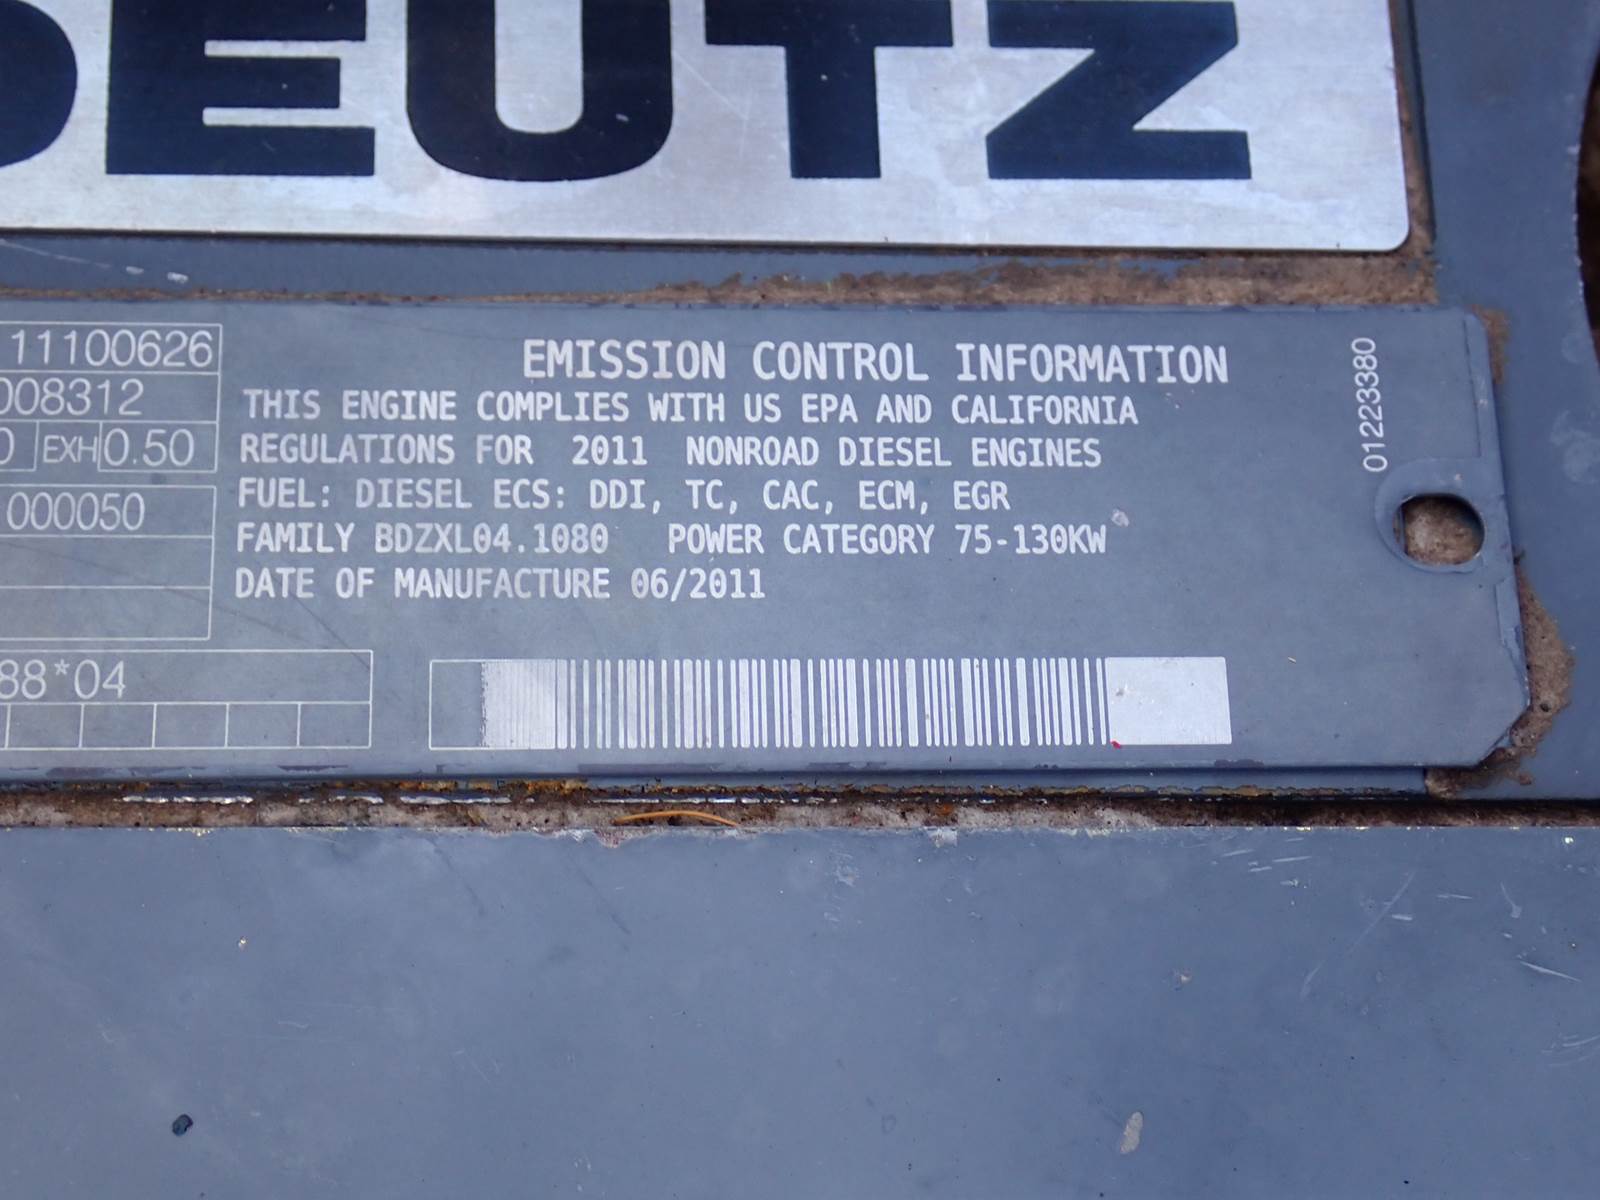 DEUTZ
11100626
008312
0 EXH 0.50
000050
88*04
EMISSION CONTROL INFORMATION
THIS ENGINE COMPLIES WITH US EPA AND CALIFORNIA
REGULATIONS FOR 2011 NONROAD DIESEL ENGINES
FUEL: DIESEL ECS: DDI, TC, CAC, ECM, EGR
FAMILY BDZXL04.1080 POWER CATEGORY 75-130KW
DATE OF MANUFACTURE 06/2011
01223380